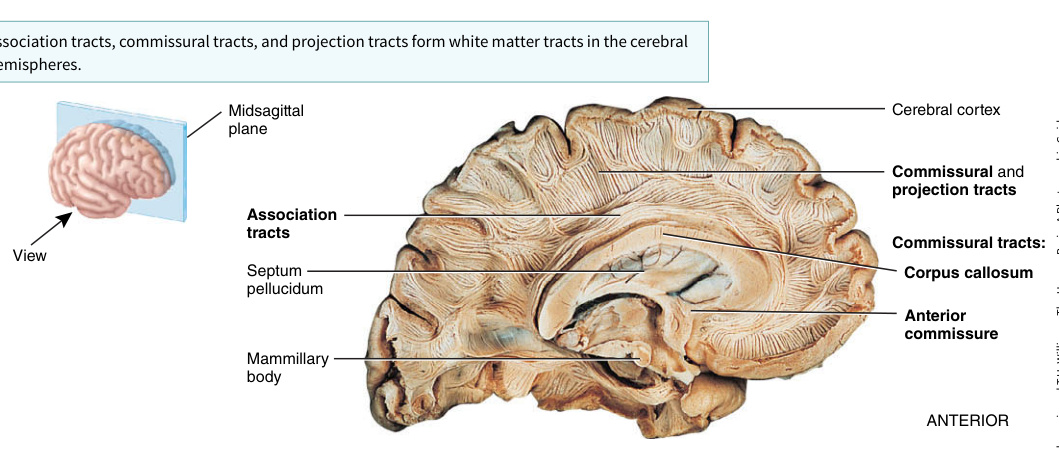 ssociation tracts, commissural tracts, and projection tracts form white matter tracts in the cerebral
emispheres.
Midsagittal
plane
View
Association
tracts
Septum
pellucidum
Mammillary
body
Cerebral cortex
Commissural and
projection tracts
Commissural tracts:
Corpus callosum
Anterior
commissure
ANTERIOR